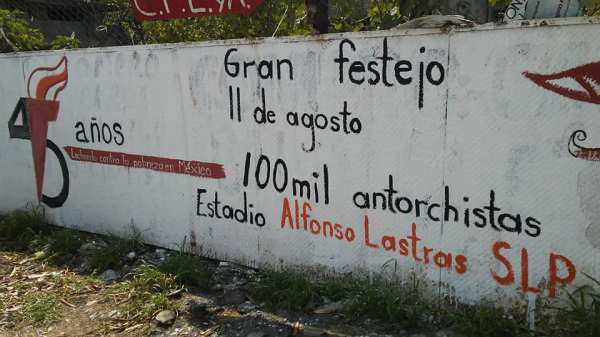 C.F.E. y A.
Gran festejo
11 de agosto
100 mil antorchistas
Estadio Alfonso Lastras SLP
40
años
Luchando contra la pobreza en México